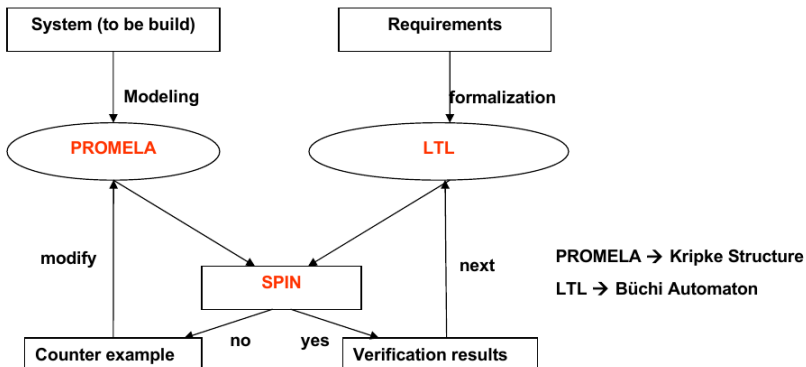 System (to be build)
Requirements
Modeling
formalization
PROMELA
LTL
modify
SPIN
next
PROMELA → Kripke Structure
LTL → Büchi Automaton
no
yes
Counter example
Verification results